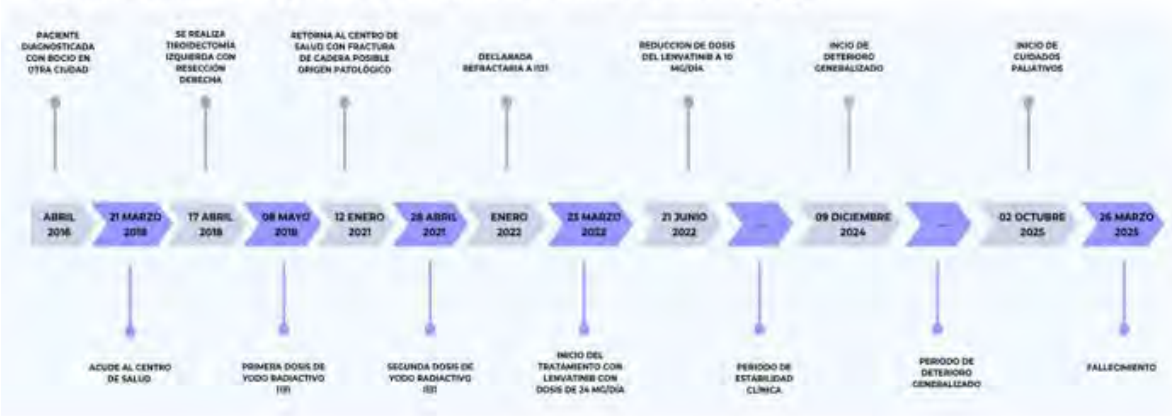 PACIENTE
DIAGNOSTICADA
CON BOCIO EN
OTRA CIUDAD
SE REALIZA
TIROIDECTOMÍA
IZQUIERDA CON
RESECCIÓN
DERECHA
RETORNA AL CENTRO DE
SALUD CON FRACTURA
DE CADERA POSIBLE
ORIGEN PATOLÓGICO
DECLARADA
REFRACTARIA A I131
REDUCCION DE DOSIS
DEL LENVATINIB A 10
MG/DÍA
INCIO DE
DETERIORO
GENERALIZADO
INICIO DE
CUIDADOS
PALIATIVOS
ABRIL
2016
21 MARZO
2018
17 ABRIL
2018
08 MAYO
2018
12 ENERO
2021
28 ABRIL
2021
ENERO
2022
23 MARZO
2022
21 JUNIO
2022
...
09 DICIEMBRE
2024
...
02 OCTUBRE
2025
26 MARZO
2025
ACUDE AL CENTRO
DE SALUD
PRIMERA DOSIS DE
YODO RADIACTIVO
I131
SEGUNDA DOSIS DE
YODO RADIACTIVO
I131
INICIO DEL
TRATAMIENTO CON
LENVATINIB CON
DOSIS DE 24 MG/DÍA
PERIODO DE
ESTABILIDAD
CLÍNICA
PERIODO DE
DETERIORO
GENERALIZADO
FALLECIMIENTO